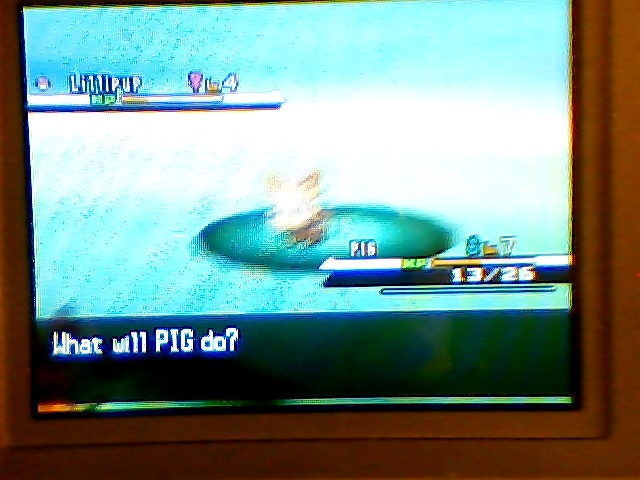 Lillipup ♀ Lv4
HP
PIG ♂ Lv7
HP
13/26
What will PIG do?